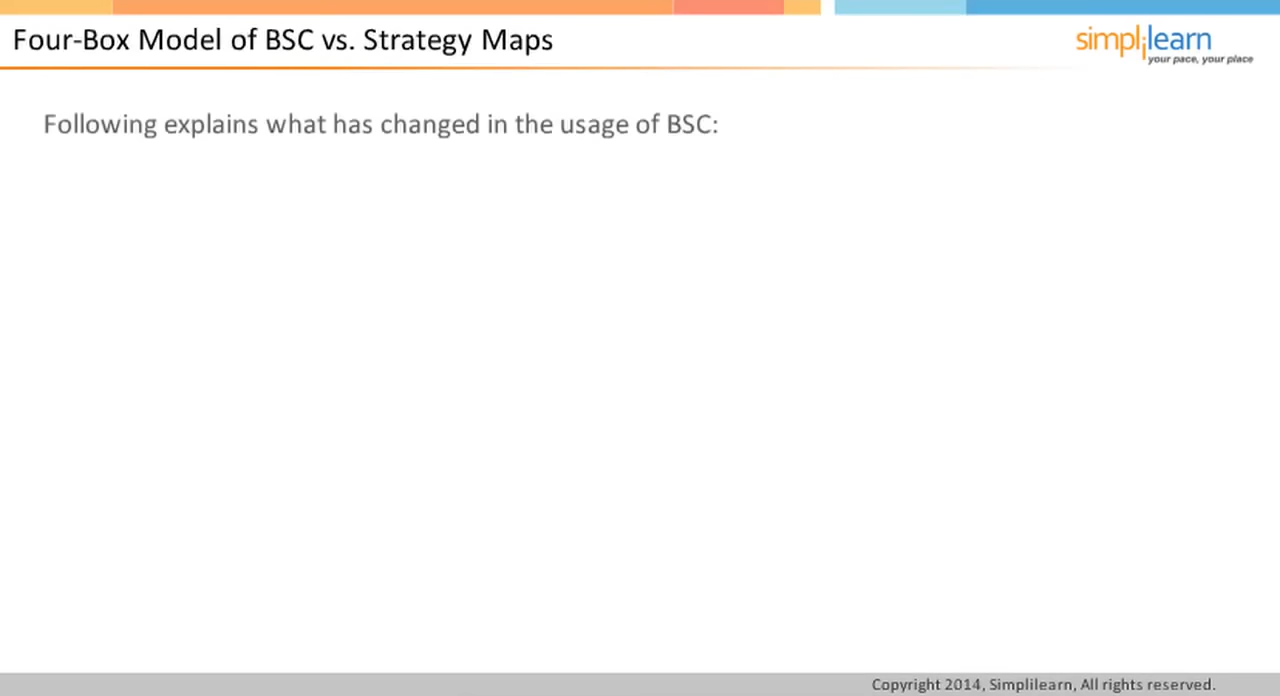 Four-Box Model of BSC vs. Strategy Maps
simplilearn
your pace, your place
Following explains what has changed in the usage of BSC:
Copyright 2014, Simplilearn, All rights reserved.